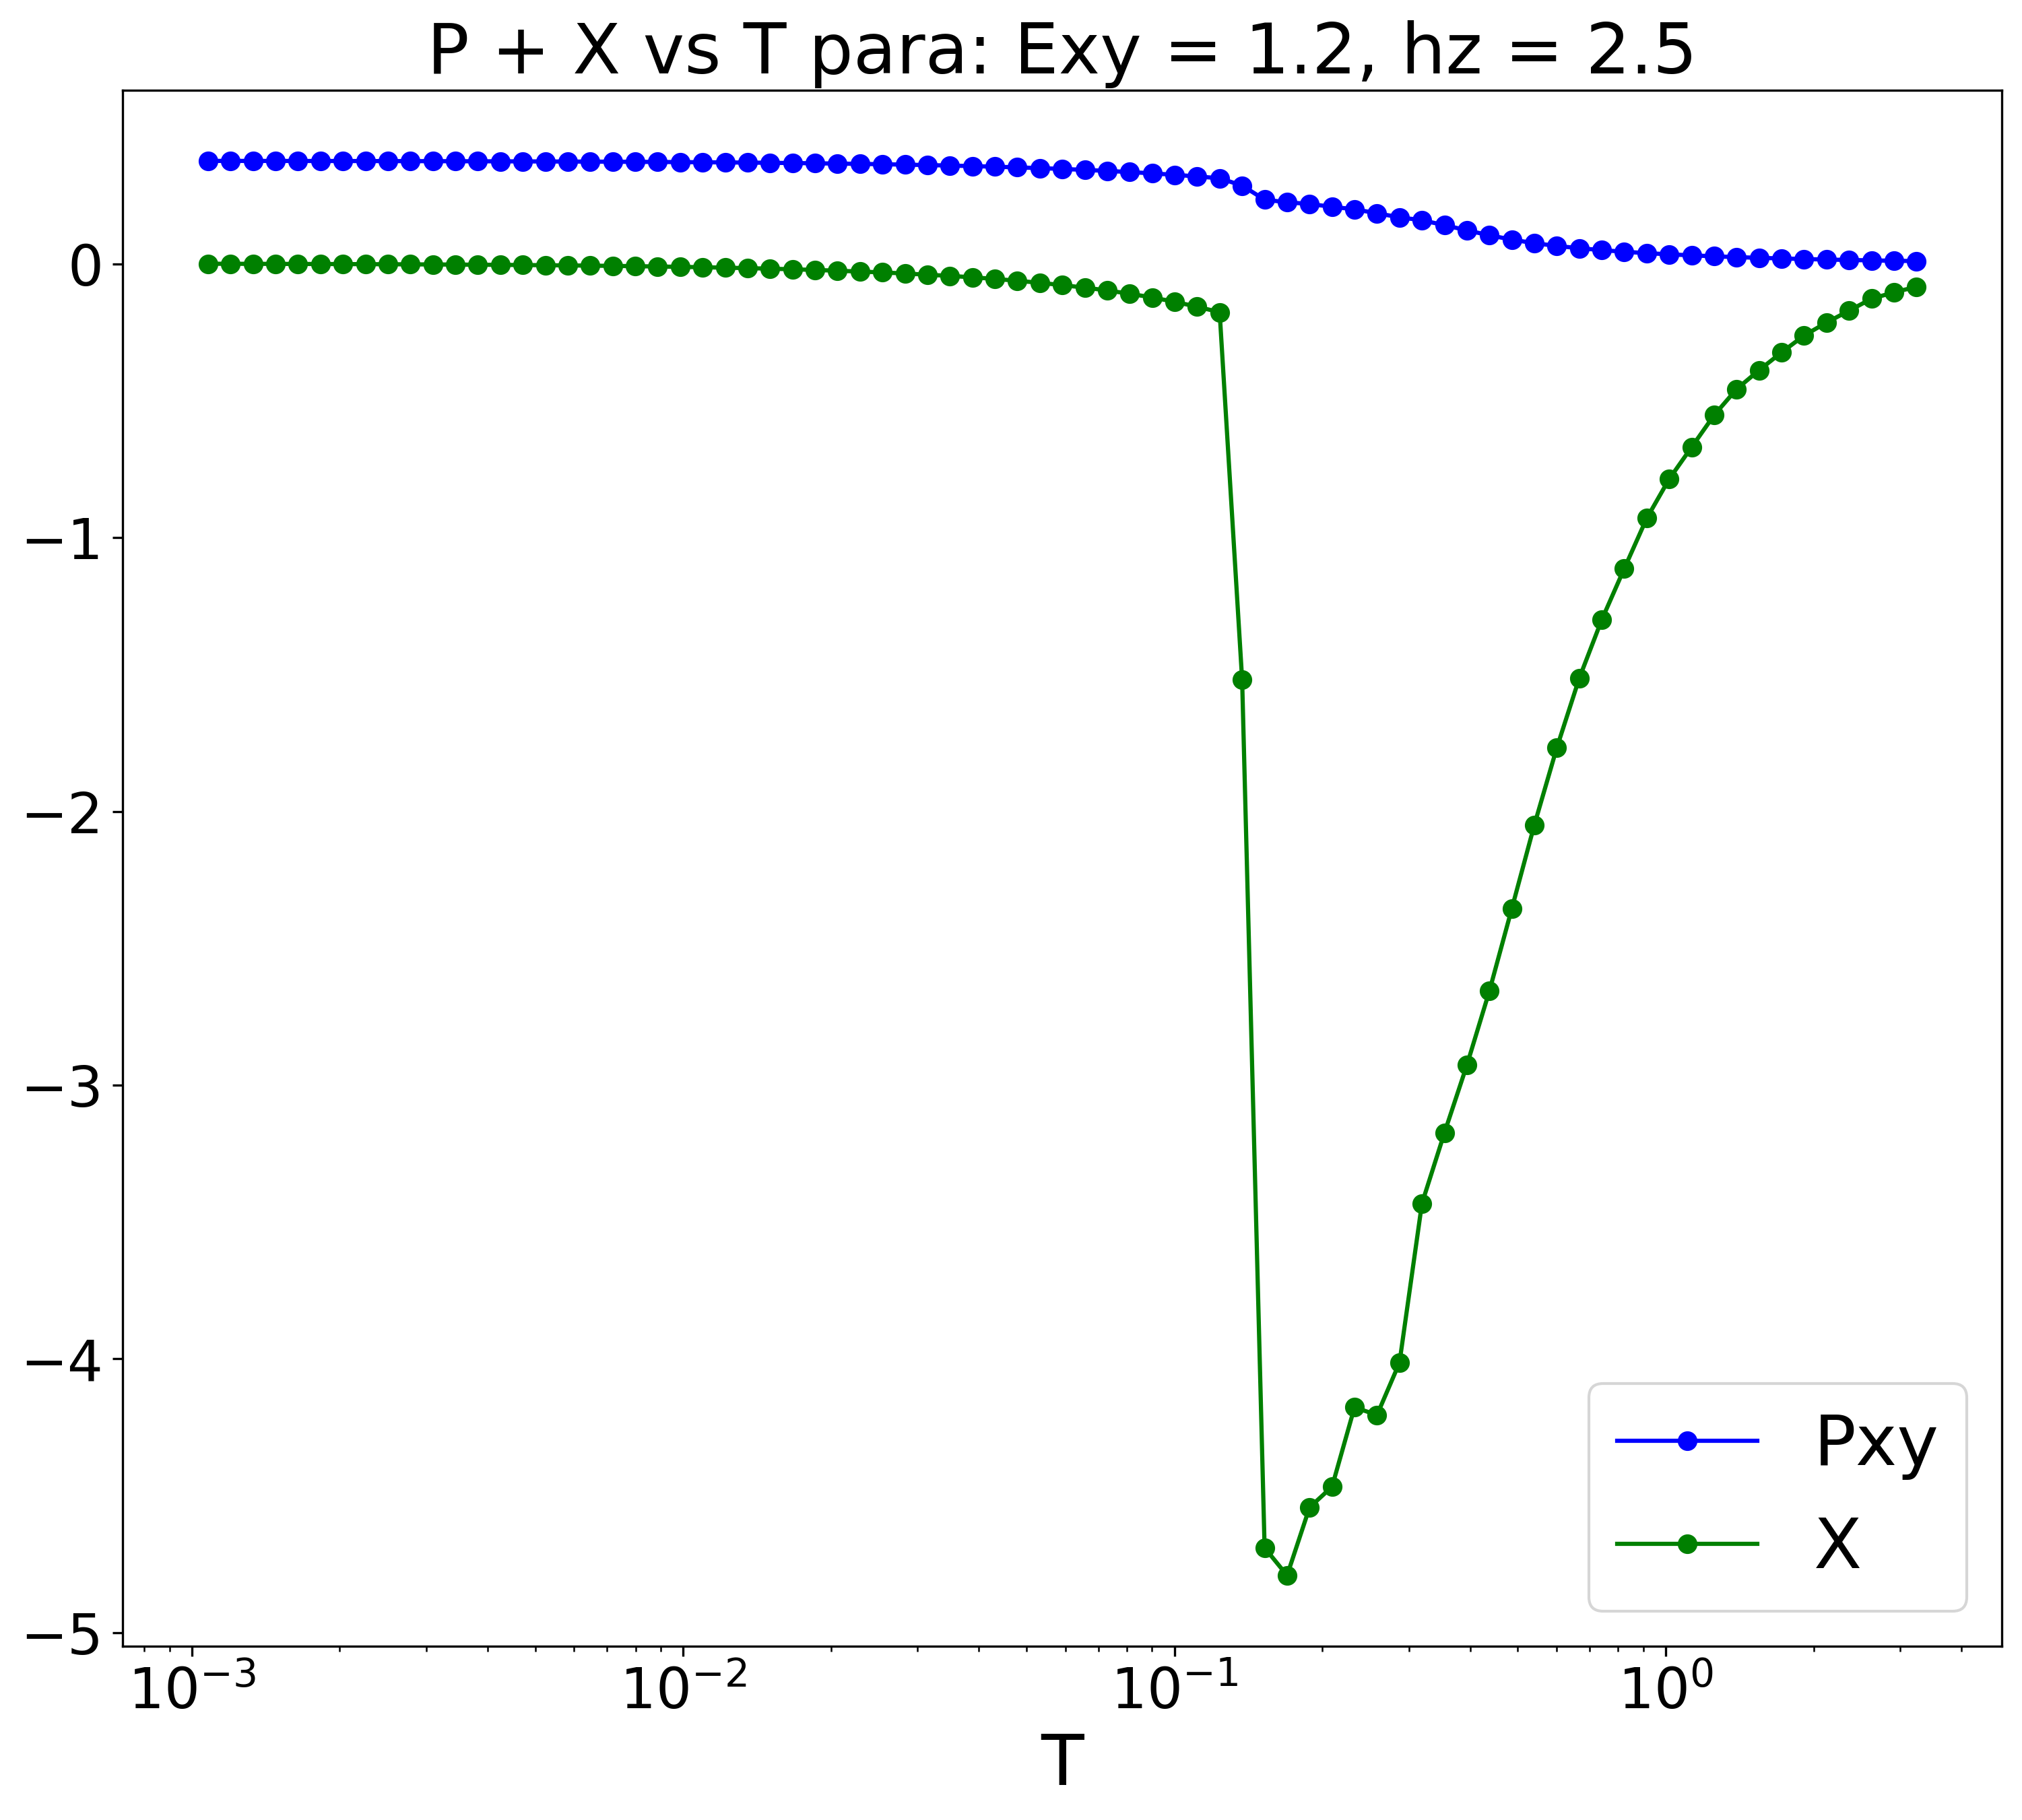 P + X vs T para: Exy = 1.2, hz = 2.5
0
−1
−2
−3
−4
−5
10⁻³ 10⁻² 10⁻¹ 10⁰
T
Pxy
X